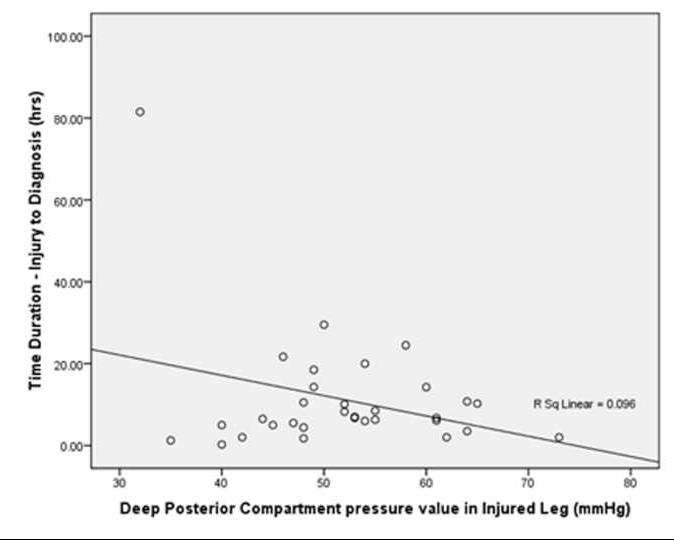 100.00
80.00
60.00
40.00
20.00
0.00
Time Duration - Injury to Diagnosis (hrs)
R Sq Linear = 0.096
30 40 50 60 70 80
Deep Posterior Compartment pressure value in Injured Leg (mmHg)